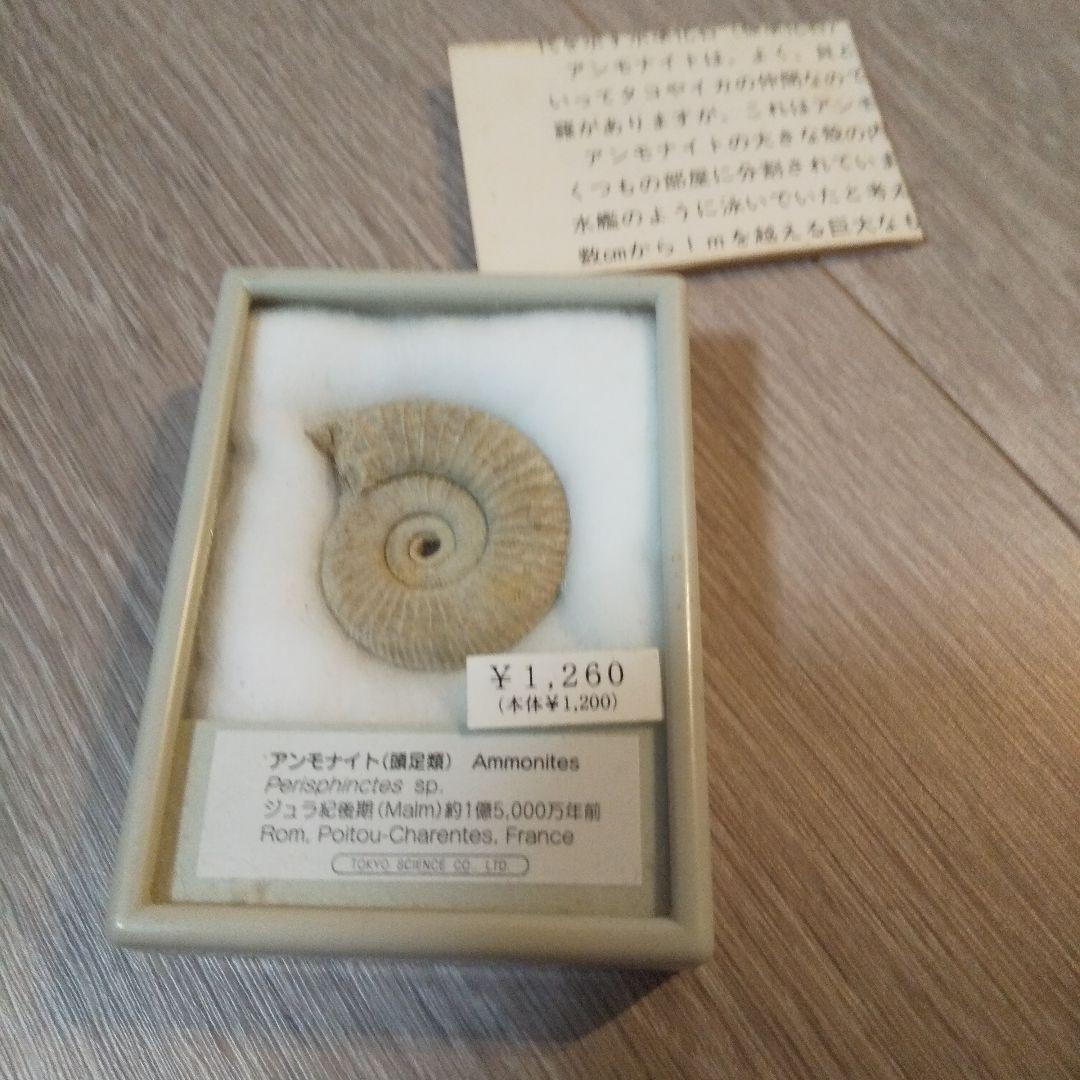 アンモナイトは、よく、貝と
いってタコやイカの仲間なので
籍がありますが、これはアンモ
アンモナイトの大きな殻の内
くつもの部屋に分割されていま
水艦のように泳いでいたと考え
数cmから1mを越える巨大なも
¥1,260
(本体¥1,200)
アンモナイト(頭足類) Ammonites
Perisphinctes sp.
ジュラ紀後期(Malm)約1億5,000万年前
Rom, Poitou-Charentes, France
TOKYO SCIENCE CO., LTD.